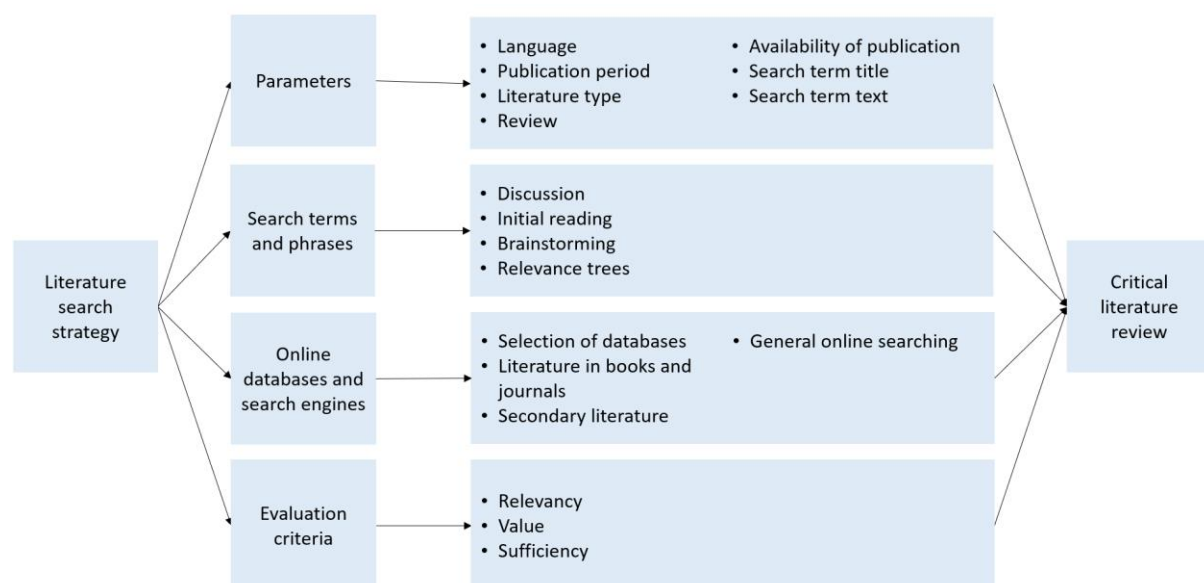 Literature
search
strategy
Parameters
• Language
• Publication period
• Literature type
• Review
• Availability of publication
• Search term title
• Search term text
Search terms
and phrases
• Discussion
• Initial reading
• Brainstorming
• Relevance trees
Online
databases and
search engines
• Selection of databases
• Literature in books and
journals
• Secondary literature
• General online searching
Evaluation
criteria
• Relevancy
• Value
• Sufficiency
Critical
literature
review